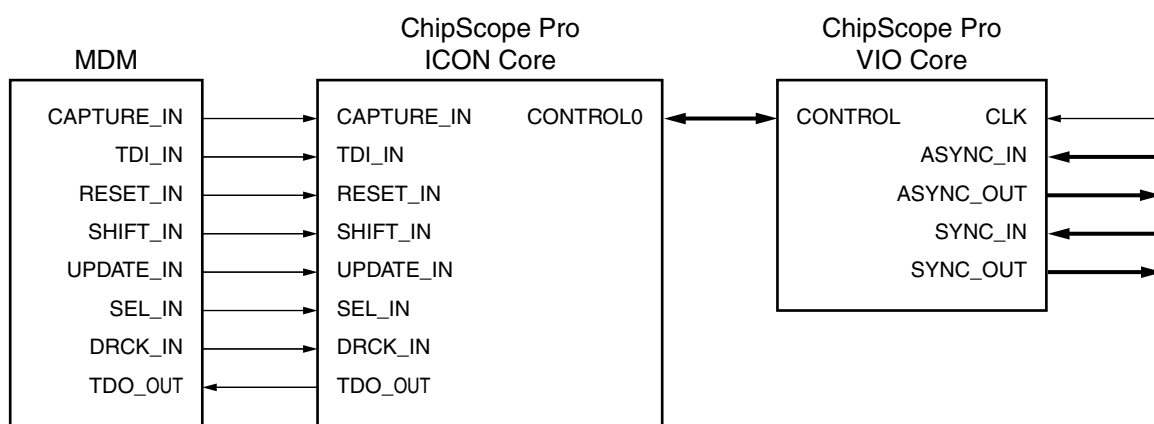 MDM
CAPTURE_IN
TDI_IN
RESET_IN
SHIFT_IN
UPDATE_IN
SEL_IN
DRCK_IN
TDO_OUT
ChipScope Pro
ICON Core
CAPTURE_IN CONTROL0
TDI_IN
RESET_IN
SHIFT_IN
UPDATE_IN
SEL_IN
DRCK_IN
TDO_OUT
ChipScope Pro
VIO Core
CONTROL CLK
ASYNC_IN
ASYNC_OUT
SYNC_IN
SYNC_OUT